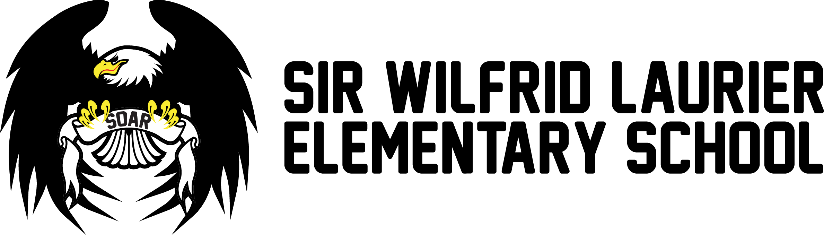 SOAR
SIR WILFRID LAURIER
ELEMENTARY SCHOOL